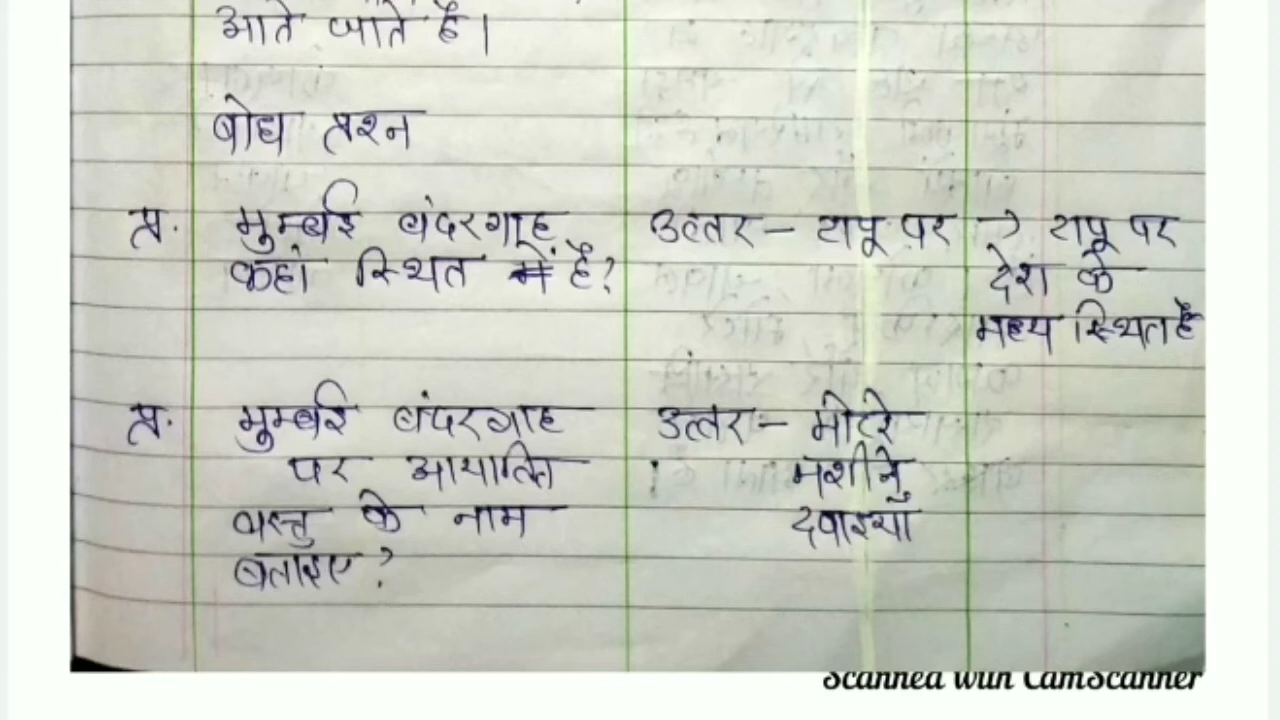 आते जाते है।
बोध प्रश्न
प्र. मुम्बई बंदरगाह उत्तर - टापू पर → टापू पर
कहाँ स्थित में है? देश के
मध्य स्थित है
प्र. मुम्बई बंदरगाह उत्तर - मोटरे
पर आयातित मशीने
वस्तु के नाम दवाइयाँ
बताइए?
Scanned with CamScanner